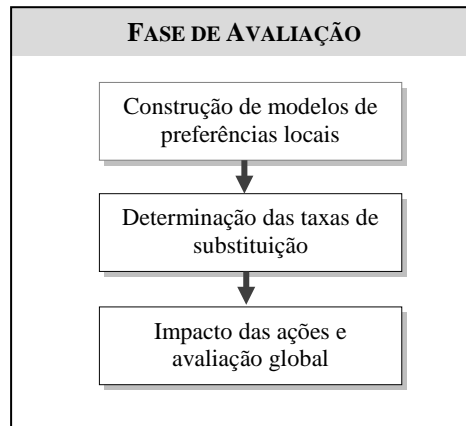 FASE DE AVALIAÇÃO
Construção de modelos de
preferências locais
Determinação das taxas de
substituição
Impacto das ações e
avaliação global